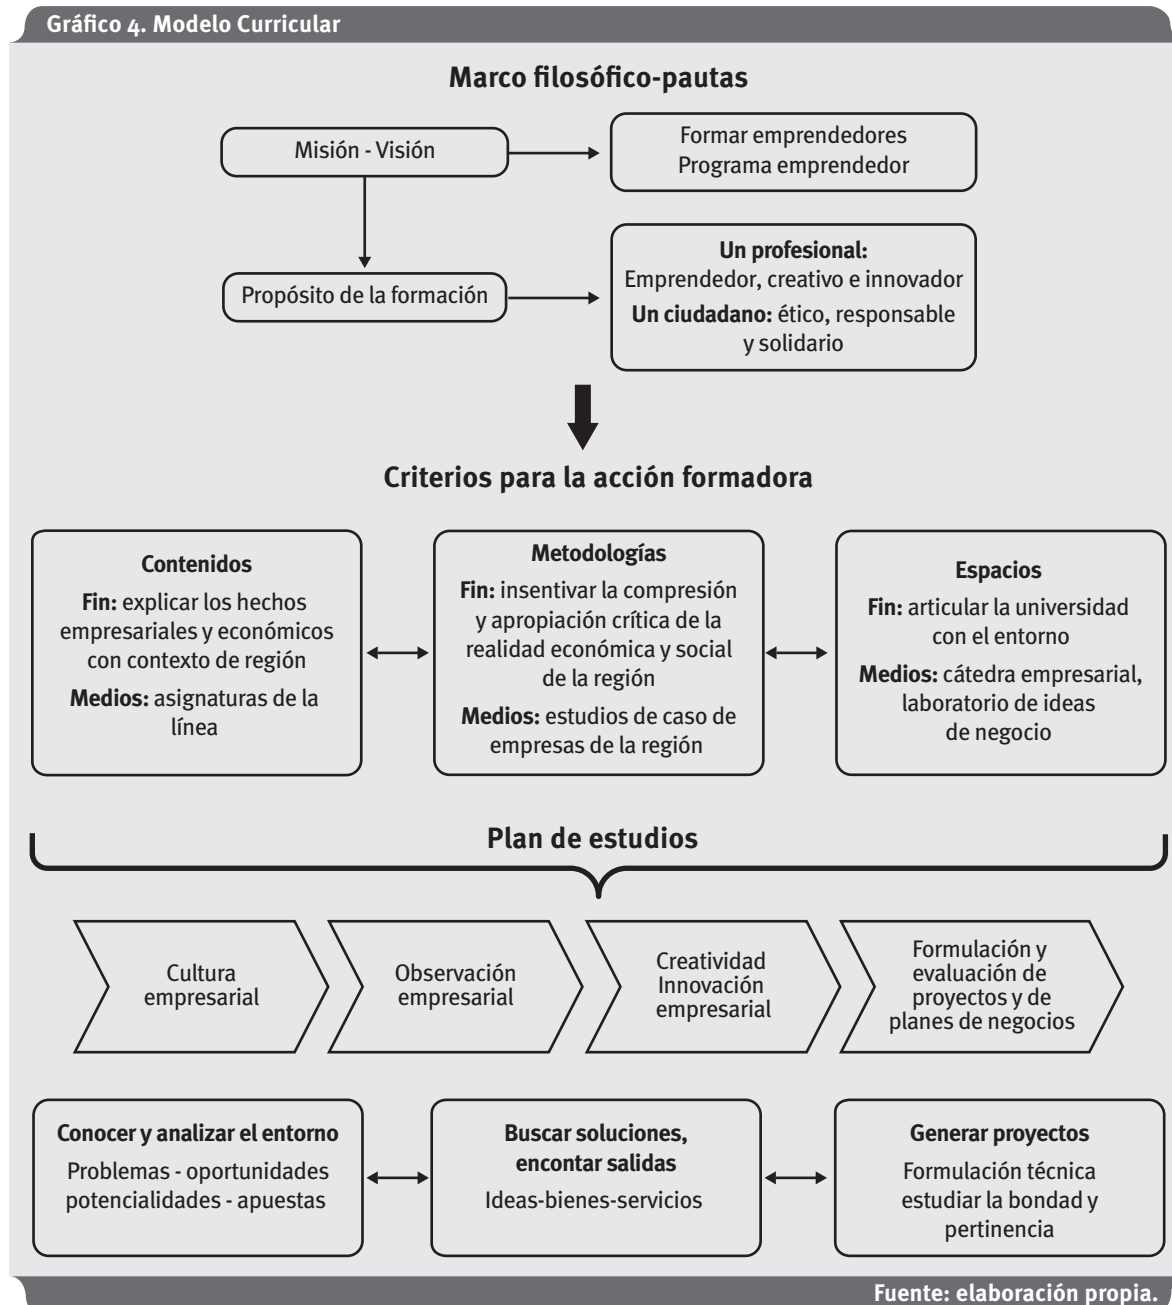 Gráfico 4. Modelo Curricular
Marco filosófico-pautas
Misión - Visión
Formar emprendedores
Programa emprendedor
Propósito de la formación
Un profesional:
Emprendedor, creativo e innovador
Un ciudadano: ético, responsable
y solidario
Criterios para la acción formadora
Contenidos
Fin: explicar los hechos
empresariales y económicos
con contexto de región
Medios: asignaturas de la
línea
Metodologías
Fin: insentivar la compresión
y apropiación crítica de la
realidad económica y social
de la región
Medios: estudios de caso de
empresas de la región
Espacios
Fin: articular la universidad
con el entorno
Medios: cátedra empresarial,
laboratorio de ideas
de negocio
Plan de estudios
Cultura
empresarial
Observación
empresarial
Creatividad
Innovación
empresarial
Formulación y
evaluación de
proyectos y de
planes de negocios
Conocer y analizar el entorno
Problemas - oportunidades
potencialidades - apuestas
Buscar soluciones,
encontar salidas
Ideas-bienes-servicios
Generar proyectos
Formulación técnica
estudiar la bondad y
pertinencia
Fuente: elaboración propia.